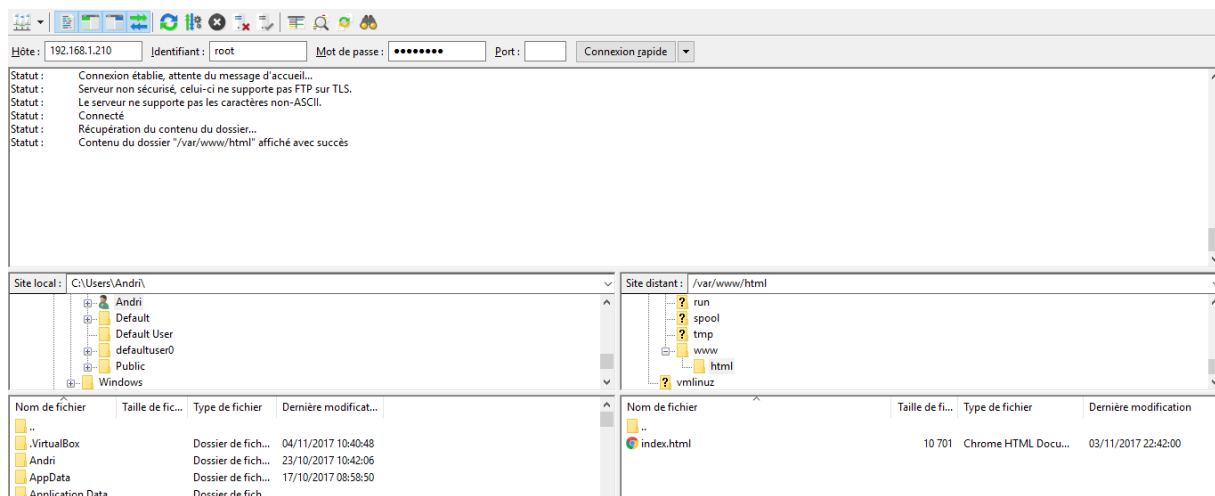 Hôte : 192.168.1.210 Identifiant : root Mot de passe : ●●●●●●●● Port : Connexion rapide
Statut : Connexion établie, attente du message d'accueil...
Statut : Serveur non sécurisé, celui-ci ne supporte pas FTP sur TLS.
Statut : Le serveur ne supporte pas les caractères non-ASCII.
Statut : Connecté
Statut : Récupération du contenu du dossier...
Statut : Contenu du dossier "/var/www/html" affiché avec succès
Site local : C:\Users\Andri\
Andri
Default
Default User
defaultuser0
Public
Windows
Site distant : /var/www/html
? run
? spool
? tmp
www
html
? vmlinuz
Nom de fichier Taille de fic... Type de fichier Dernière modificat...
..
.VirtualBox Dossier de fich... 04/11/2017 10:40:48
Andri Dossier de fich... 23/10/2017 10:42:06
AppData Dossier de fich... 17/10/2017 08:58:50
Application Data Dossier de fich
Nom de fichier Taille de fi... Type de fichier Dernière modification
..
index.html 10 701 Chrome HTML Docu... 03/11/2017 22:42:00